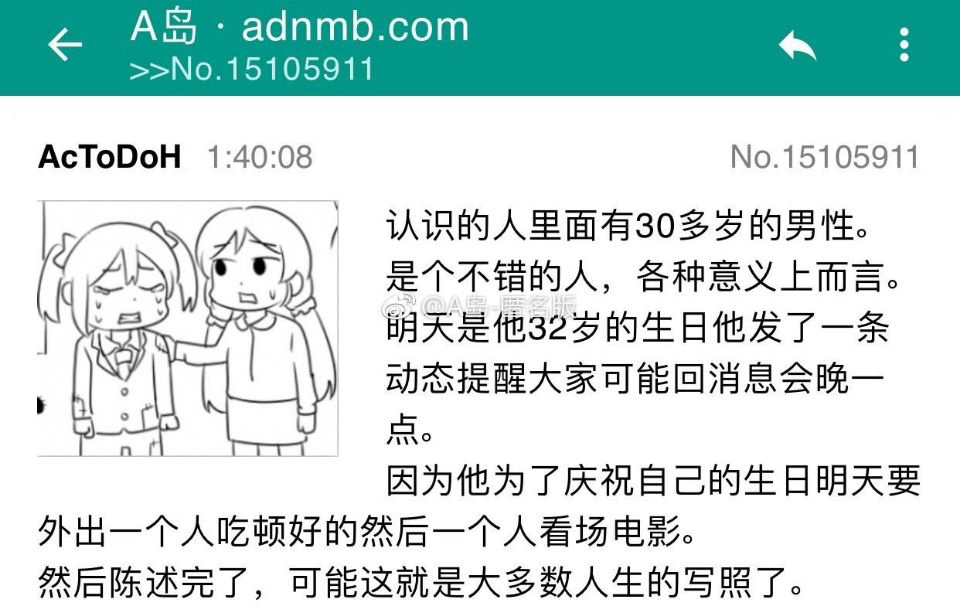 A岛 · adnmb.com
>>No.15105911
AcToDoH 1:40:08 No.15105911
认识的人里面有30多岁的男性。
是个不错的人，各种意义上而言。
@A岛-匿名版
明天是他32岁的生日他发了一条
动态提醒大家可能回消息会晚一
点。
因为他为了庆祝自己的生日明天要
外出一个人吃顿好的然后一个人看场电影。
然后陈述完了，可能这就是大多数人生的写照了。